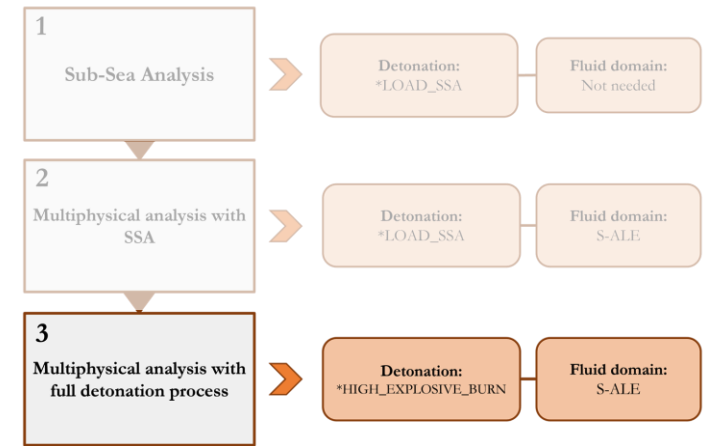 1
Sub-Sea Analysis
Detonation:
*LOAD_SSA
Fluid domain:
Not needed
2
Multiphysical analysis with
SSA
Detonation:
*LOAD_SSA
Fluid domain:
S-ALE
3
Multiphysical analysis with
full detonation process
Detonation:
*HIGH_EXPLOSIVE_BURN
Fluid domain:
S-ALE